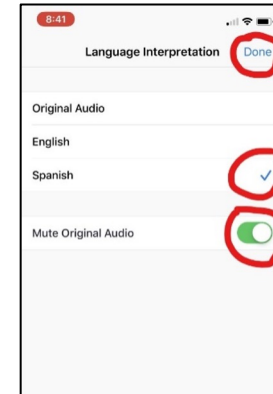 8:41
Language Interpretation Done
Original Audio
English
Spanish
Mute Original Audio